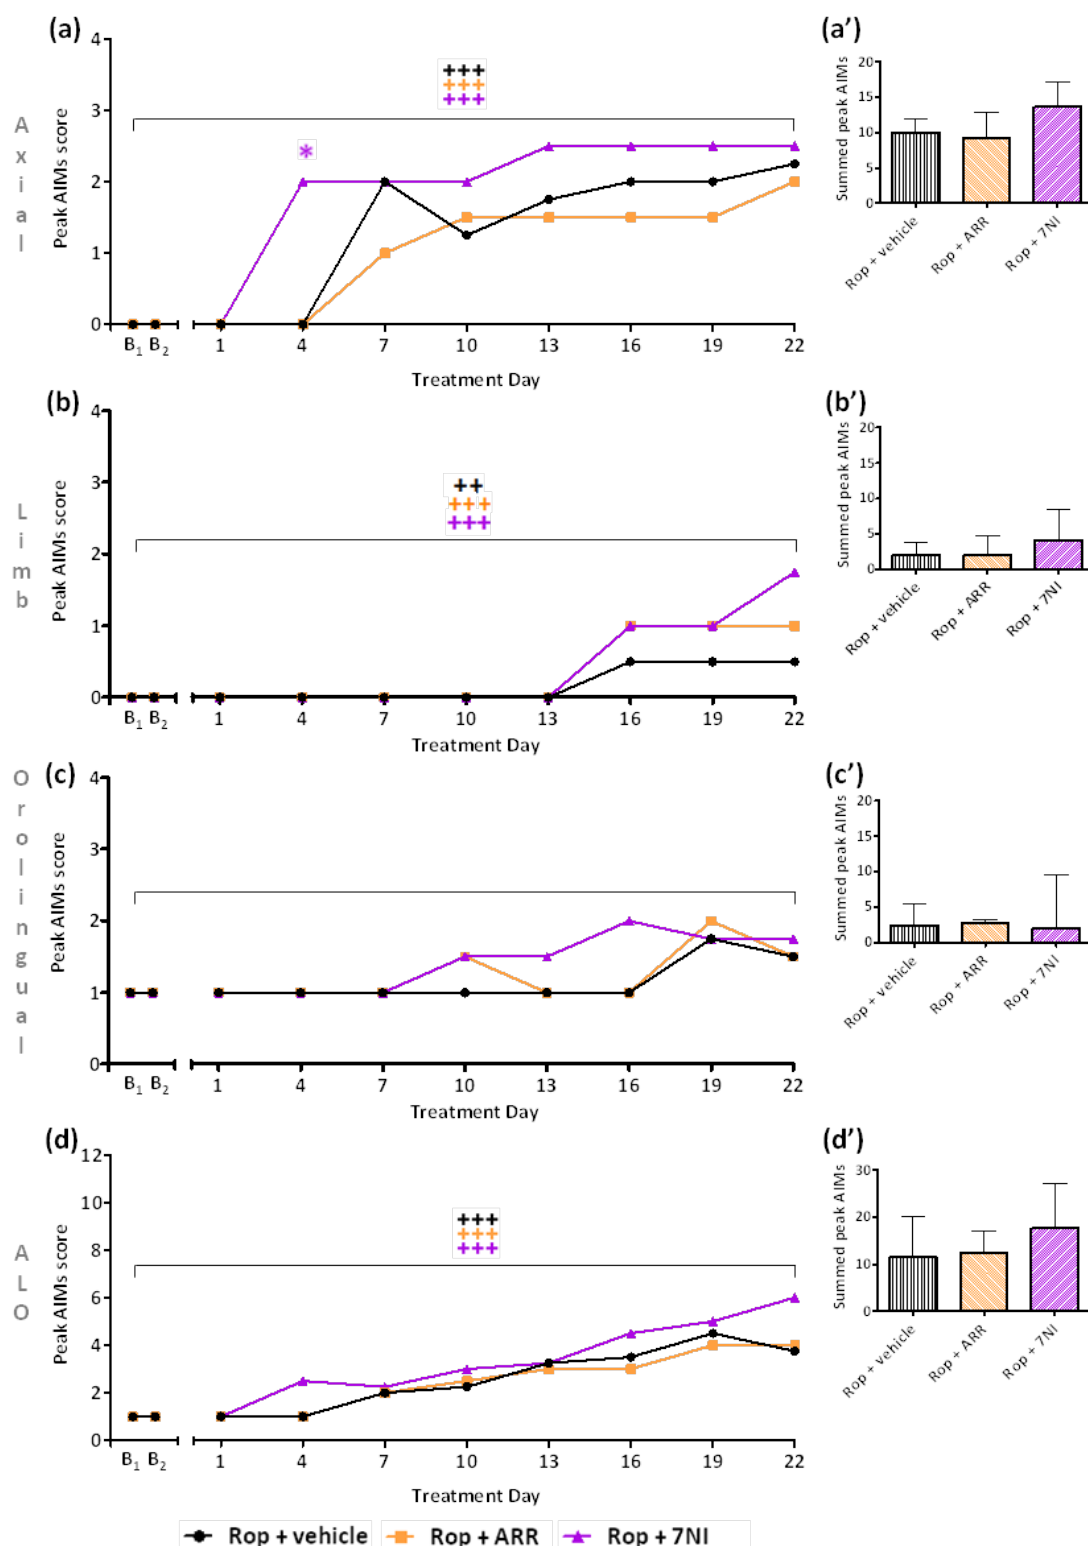 (a)
(a')
Axial
Peak AIMs score
4
3
2
1
0
+++
+++
+++
*
B1 B2 1 4 7 10 13 16 19 22
Treatment Day
Summed peak AIMs
20
15
10
5
0
Rop + vehicle
Rop + ARR
Rop + 7NI
(b)
(b')
Limb
Peak AIMs score
4
3
2
1
0
++
+++
+++
B1 B2 1 4 7 10 13 16 19 22
Treatment Day
Summed peak AIMs
20
15
10
5
0
Rop + vehicle
Rop + ARR
Rop + 7NI
(c)
(c')
Orolingual
Peak AIMs score
4
3
2
1
0
B1 B2 1 4 7 10 13 16 19 22
Treatment Day
Summed peak AIMs
20
15
10
5
0
Rop + vehicle
Rop + ARR
Rop + 7NI
(d)
(d’)
ALO
Peak AIMs score
12
10
8
6
4
2
0
+++
+++
+++
B1 B2 1 4 7 10 13 16 19 22
Treatment Day
Summed peak AIMs
30
20
10
0
Rop + vehicle
Rop + ARR
Rop + 7NI
Rop + vehicle Rop + ARR Rop + 7NI